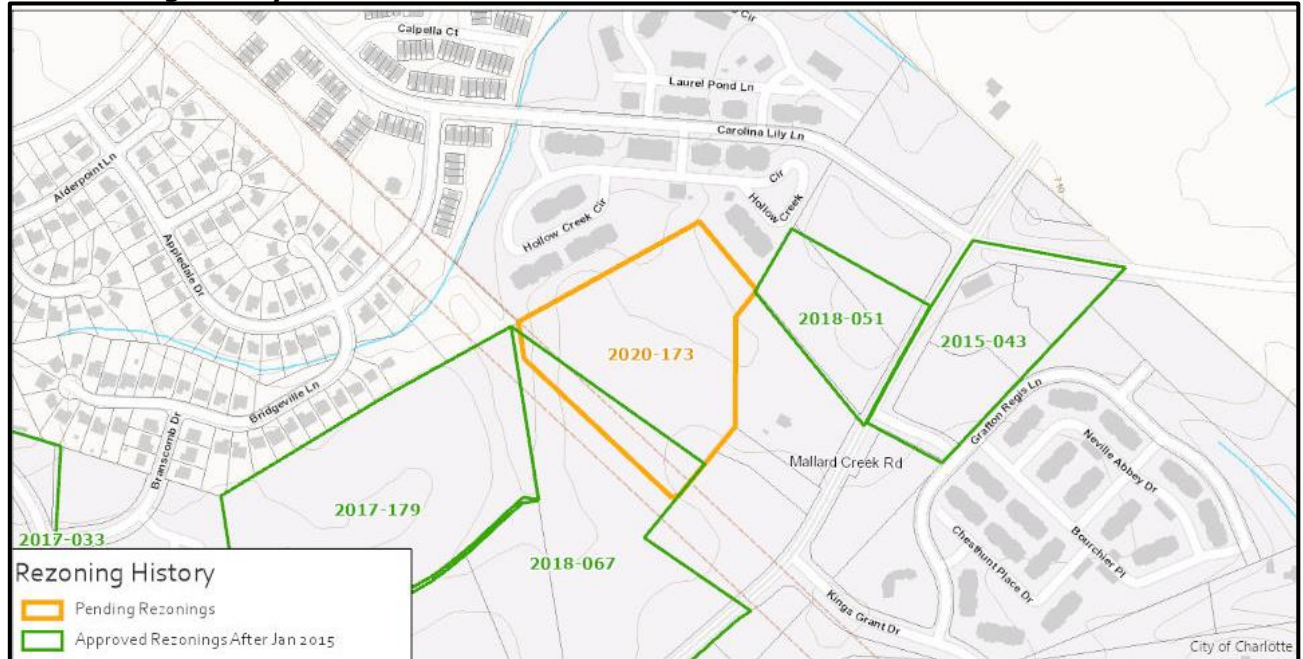 Cir
Calpella Ct
Laurel Pond Ln
Carolina Lily Ln
Alderpoint Ln
Cir
Hollow Creek
Hollow Creek Cir
Appledale Dr
710
2018-051
2020-173
2015-043
Bridgeville Ln
Branscomb Dr
Grafton Regis Ln
Neville Abbey Dr
Mallard Creek Rd
2017-179
2017-033
2018-067
Bourchier Pl
Chesthunt Place Dr
Kings Grant Dr
Rezoning History
Pending Rezonings
Approved Rezonings After Jan 2015
City of Charlotte